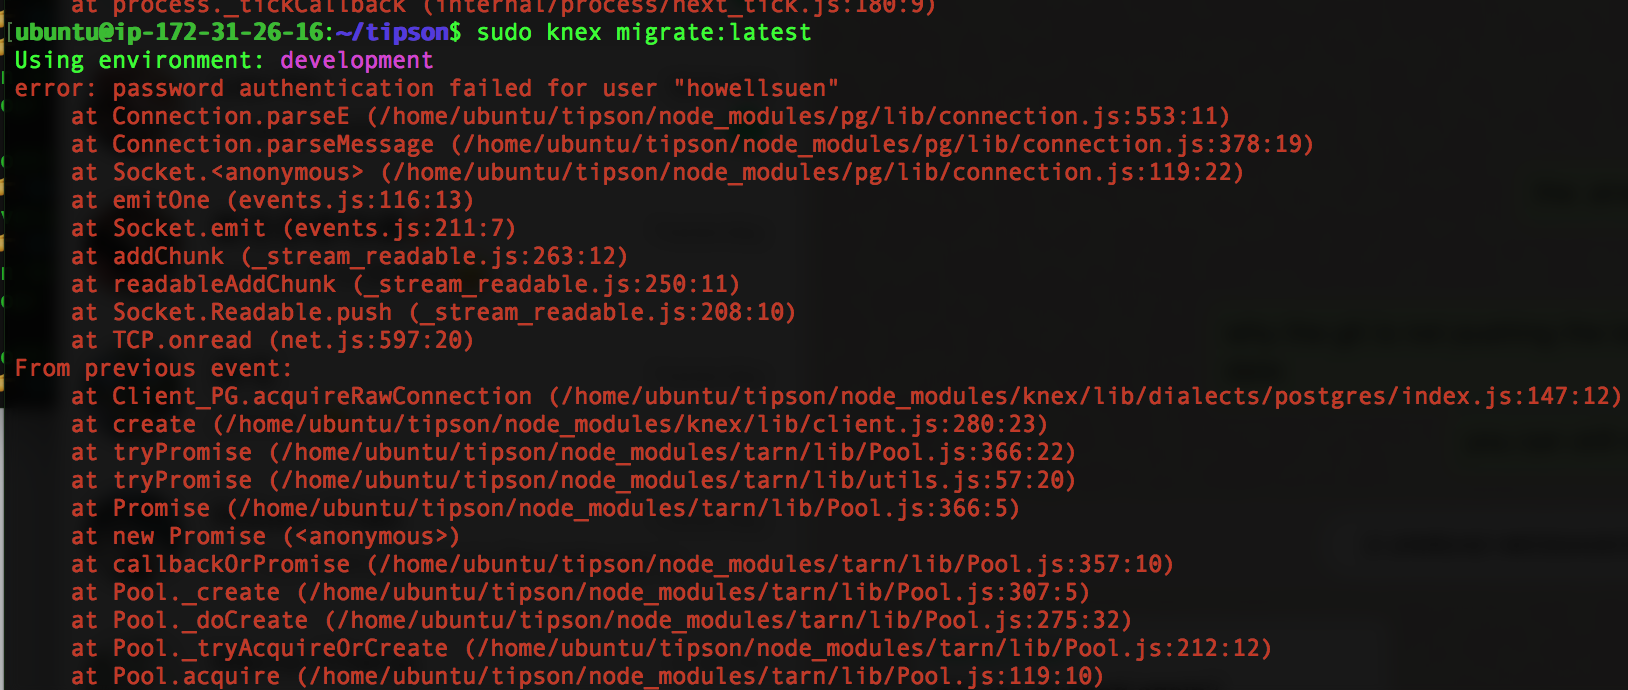 at process._tickCallback (internal/process/next_tick.js:180:9)
[ubuntu@ip-172-31-26-16:~/tipson$ sudo knex migrate:latest
Using environment: development
error: password authentication failed for user "howellsuen"
at Connection.parseE (/home/ubuntu/tipson/node_modules/pg/lib/connection.js:553:11)
at Connection.parseMessage (/home/ubuntu/tipson/node_modules/pg/lib/connection.js:378:19)
at Socket.<anonymous> (/home/ubuntu/tipson/node_modules/pg/lib/connection.js:119:22)
at emitOne (events.js:116:13)
at Socket.emit (events.js:211:7)
at addChunk (_stream_readable.js:263:12)
at readableAddChunk (_stream_readable.js:250:11)
at Socket.Readable.push (_stream_readable.js:208:10)
at TCP.onread (net.js:597:20)
From previous event:
at Client_PG.acquireRawConnection (/home/ubuntu/tipson/node_modules/knex/lib/dialects/postgres/index.js:147:12)
at create (/home/ubuntu/tipson/node_modules/knex/lib/client.js:280:23)
at tryPromise (/home/ubuntu/tipson/node_modules/tarn/lib/Pool.js:366:22)
at tryPromise (/home/ubuntu/tipson/node_modules/tarn/lib/utils.js:57:20)
at Promise (/home/ubuntu/tipson/node_modules/tarn/lib/Pool.js:366:5)
at new Promise (<anonymous>)
at callbackOrPromise (/home/ubuntu/tipson/node_modules/tarn/lib/Pool.js:357:10)
at Pool._create (/home/ubuntu/tipson/node_modules/tarn/lib/Pool.js:307:5)
at Pool._doCreate (/home/ubuntu/tipson/node_modules/tarn/lib/Pool.js:275:32)
at Pool._tryAcquireOrCreate (/home/ubuntu/tipson/node_modules/tarn/lib/Pool.js:212:12)
at Pool.acquire (/home/ubuntu/tipson/node_modules/tarn/lib/Pool.js:119:10)